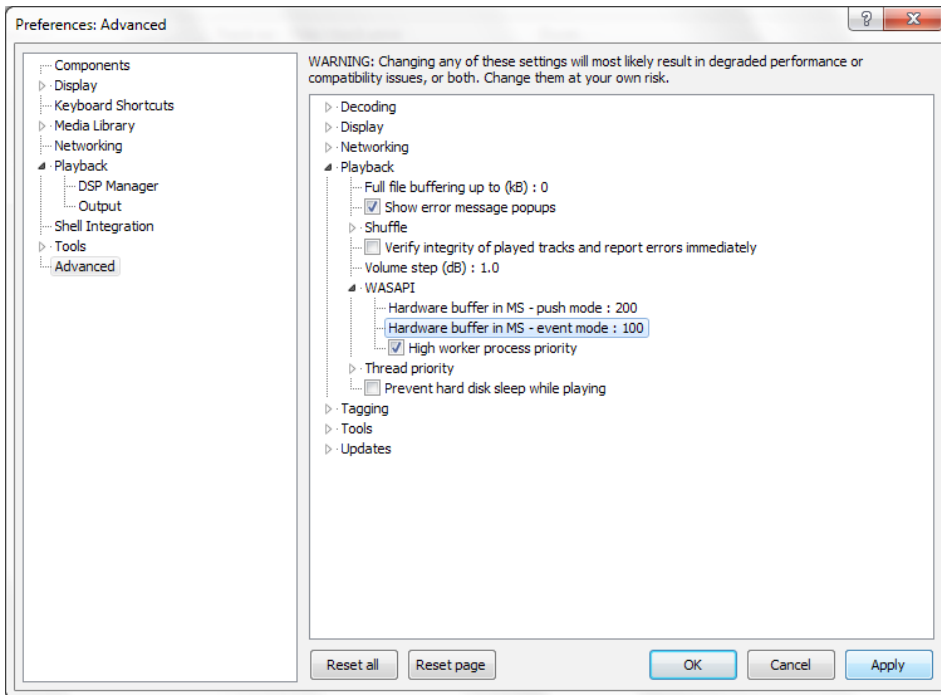 Preferences: Advanced
Components
Display
Keyboard Shortcuts
Media Library
Networking
Playback
DSP Manager
Output
Shell Integration
Tools
Advanced
WARNING: Changing any of these settings will most likely result in degraded performance or
compatibility issues, or both. Change them at your own risk.
Decoding
Display
Networking
Playback
Full file buffering up to (kB) : 0
Show error message popups
Shuffle
Verify integrity of played tracks and report errors immediately
Volume step (dB) : 1.0
WASAPI
Hardware buffer in MS - push mode : 200
Hardware buffer in MS - event mode : 100
High worker process priority
Thread priority
Prevent hard disk sleep while playing
Tagging
Tools
Updates
Reset all
Reset page
OK
Cancel
Apply